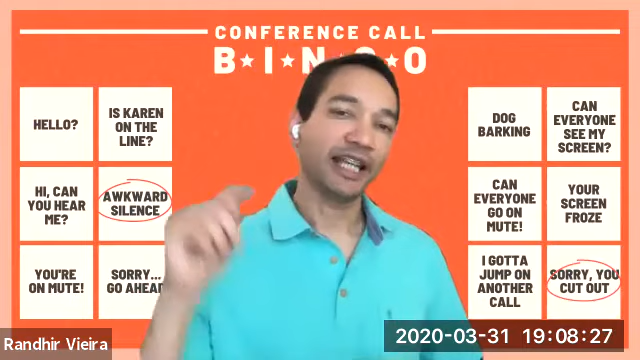 CONFERENCE CALL
B★I★N★G★O
HELLO?
IS KAREN
ON THE
LINE?
DOG
BARKING
CAN
EVERYONE
SEE MY
SCREEN?
HI, CAN
YOU HEAR
ME?
AWKWARD
SILENCE
CAN
EVERYONE
GO ON
MUTE!
YOUR
SCREEN
FROZE
YOU'RE
ON MUTE!
SORRY...
GO AHEAD
I GOTTA
JUMP ON
ANOTHER
CALL
SORRY, YOU
CUT OUT
Randhir Vieira
2020-03-31 19:08:27